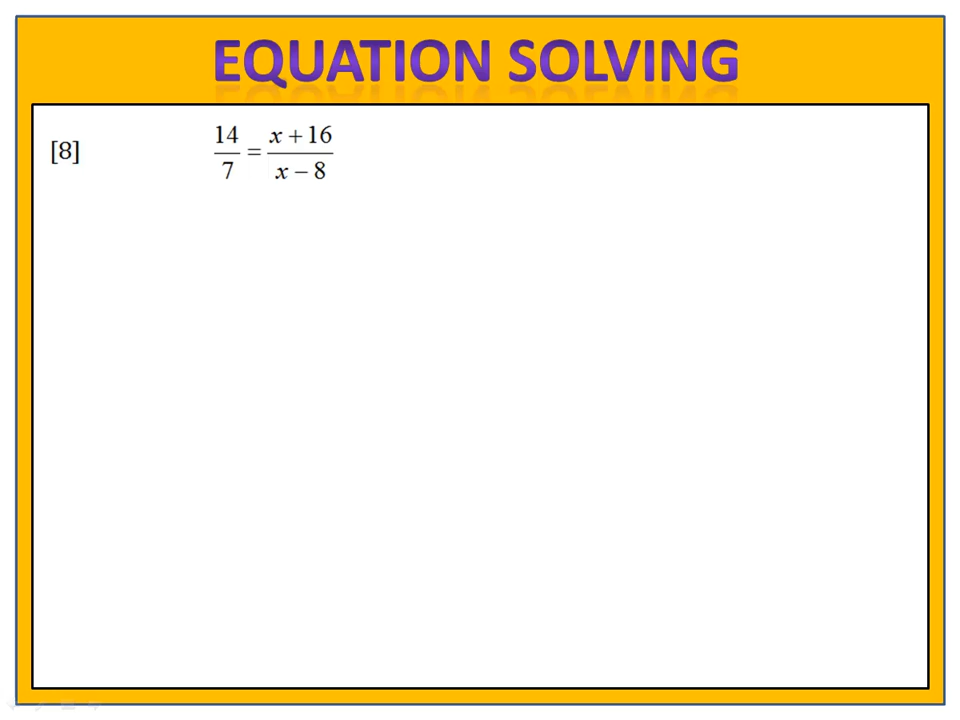 EQUATION SOLVING
[8] 14/7 = x + 16/x − 8